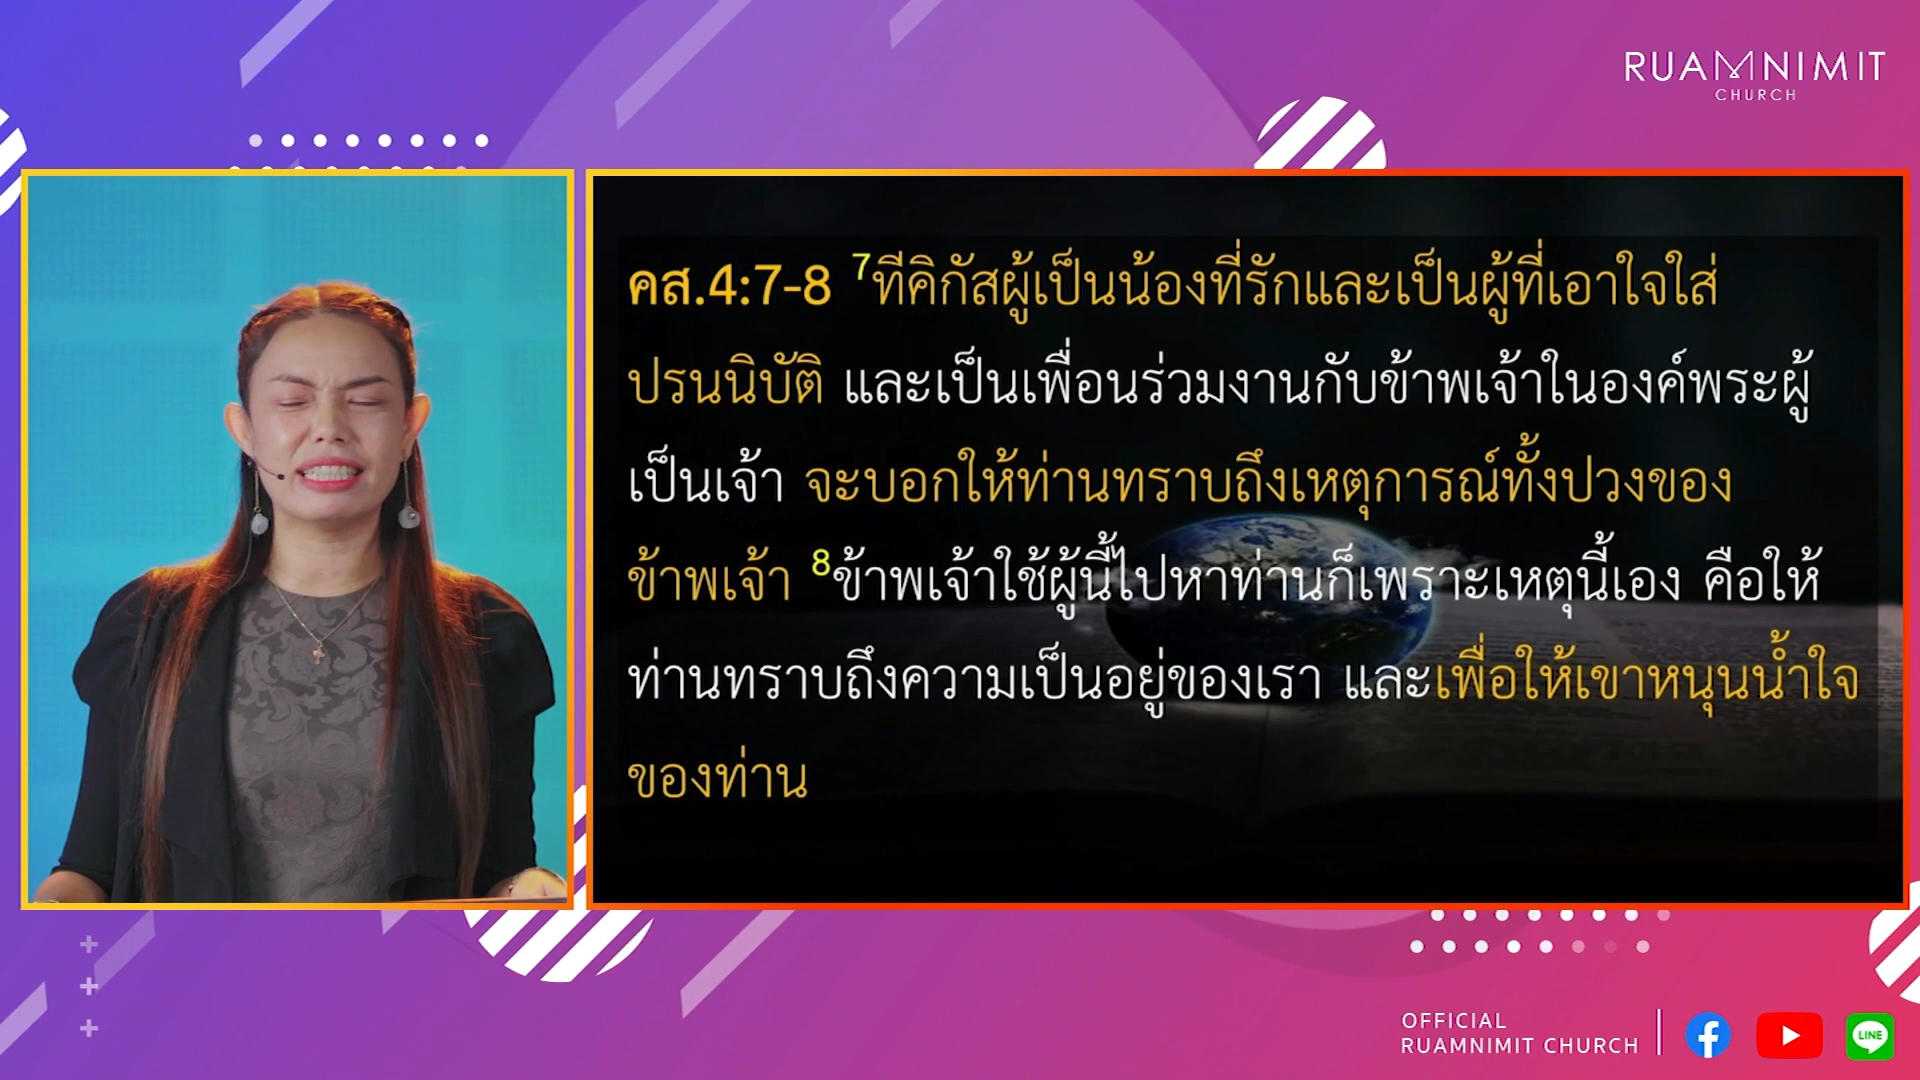 RUAMNIMIT
CHURCH
คส.4:7-8 ⁷ทีคิกัสผู้เป็นน้องที่รักและเป็นผู้ที่เอาใจใส่
ปรนนิบัติ และเป็นเพื่อนร่วมงานกับข้าพเจ้าในองค์พระผู้
เป็นเจ้า จะบอกให้ท่านทราบถึงเหตุการณ์ทั้งปวงของ
ข้าพเจ้า ⁸ข้าพเจ้าใช้ผู้นี้ไปหาท่านก็เพราะเหตุนี้เอง คือให้
ท่านทราบถึงความเป็นอยู่ของเรา และเพื่อให้เขาหนุนน้ำใจ
ของท่าน
OFFICIAL
RUAMNIMIT CHURCH
LINE